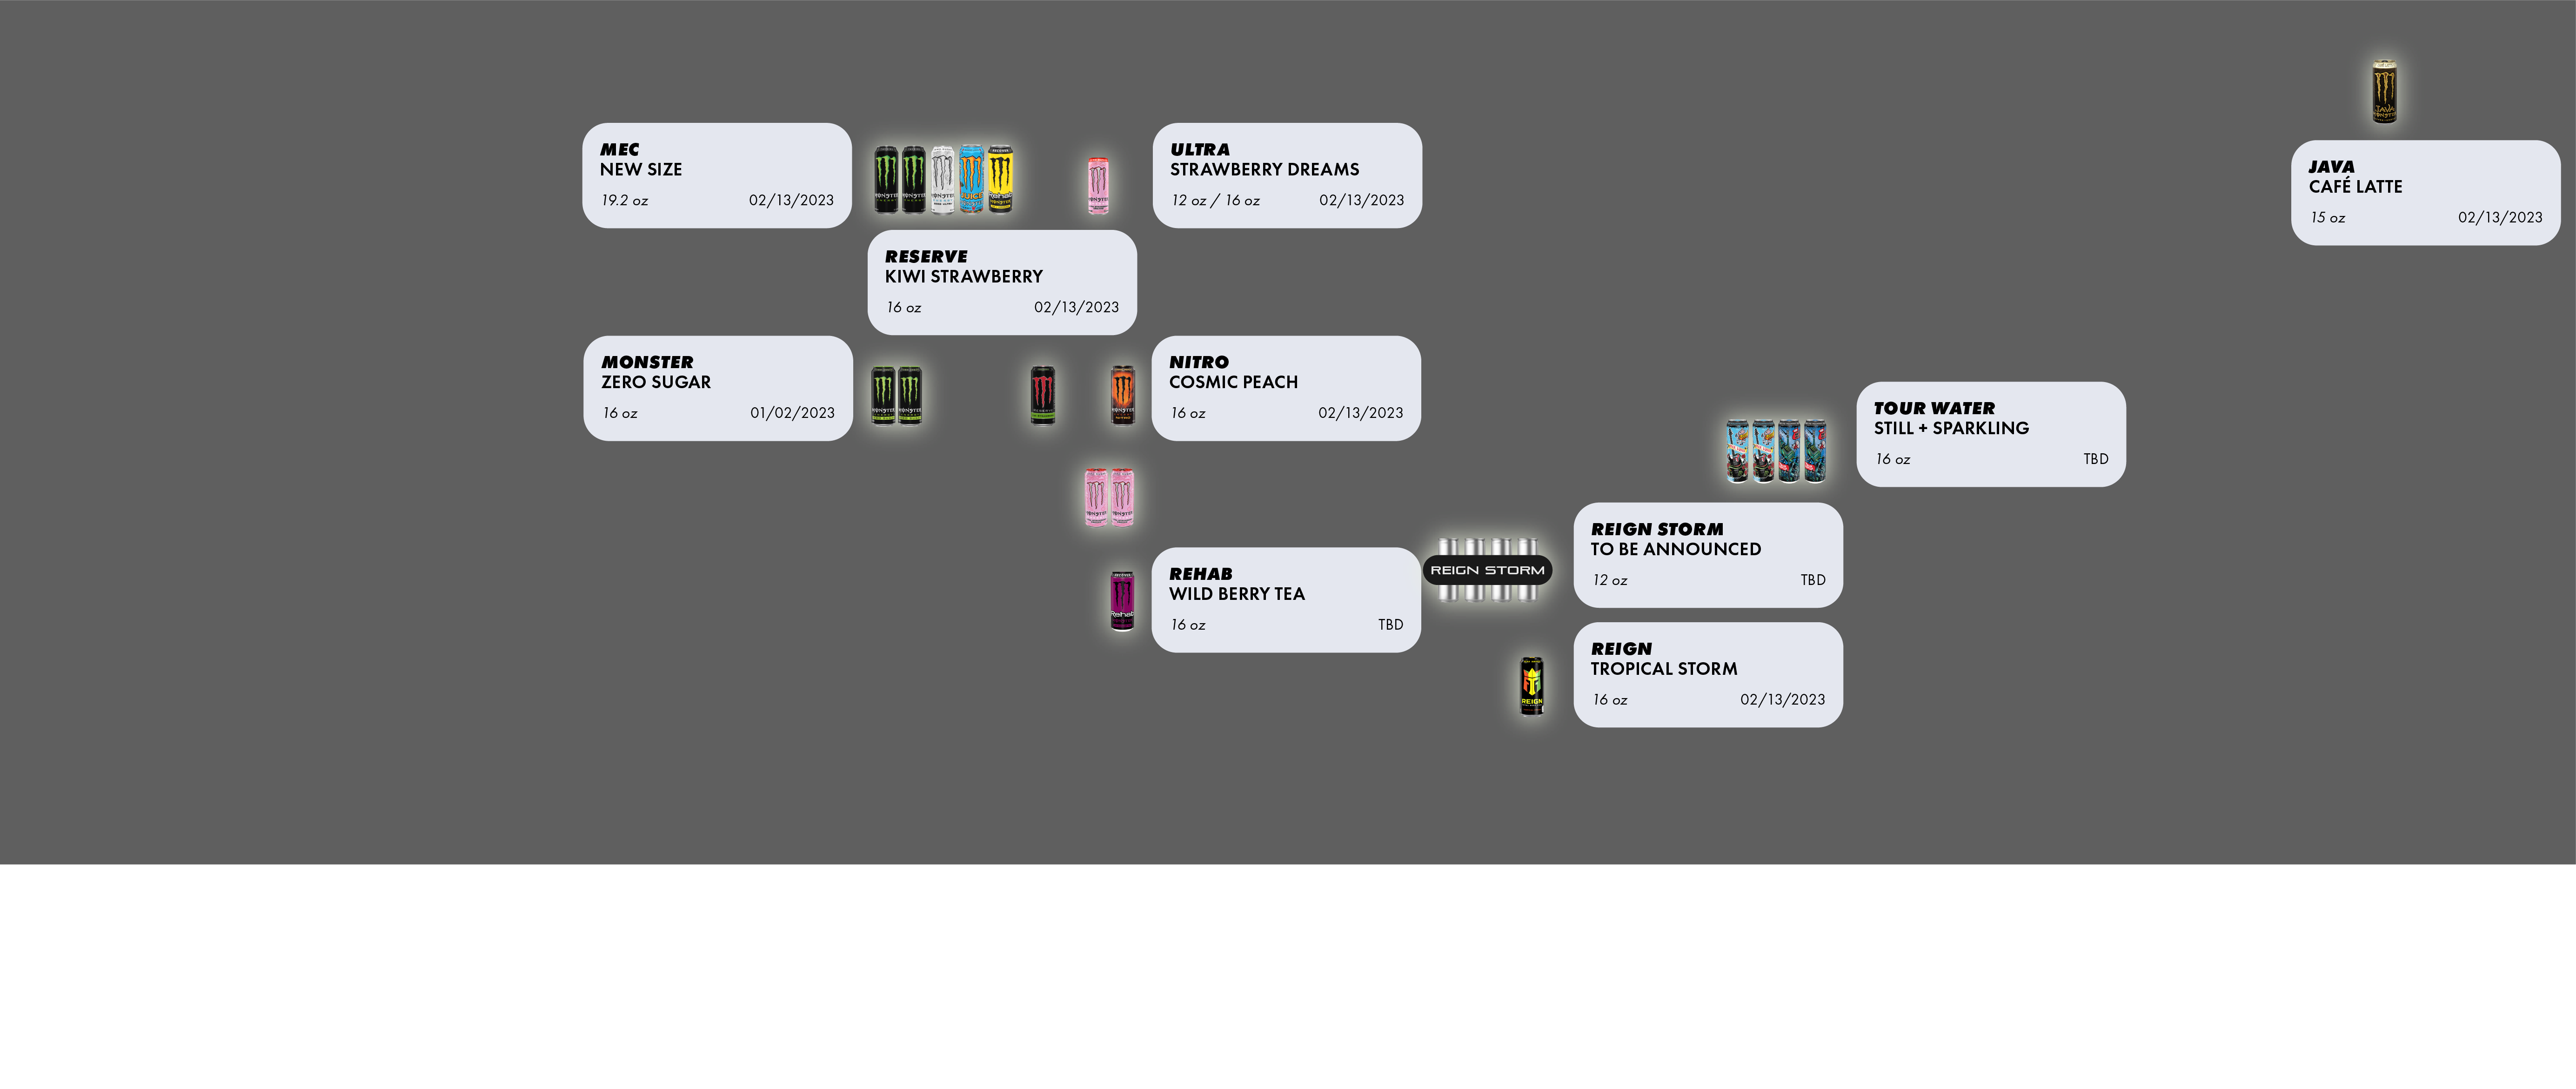 MEC
NEW SIZE
19.2 oz 02/13/2023
ULTRA
STRAWBERRY DREAMS
12 oz / 16 oz 02/13/2023
JAVA
CAFÉ LATTE
15 oz 02/13/2023
RESERVE
KIWI STRAWBERRY
16 oz 02/13/2023
MONSTER
ZERO SUGAR
16 oz 01/02/2023
NITRO
COSMIC PEACH
16 oz 02/13/2023
TOUR WATER
STILL + SPARKLING
16 oz TBD
REHAB
WILD BERRY TEA
16 oz TBD
REIGN STORM
REIGN STORM
TO BE ANNOUNCED
12 oz TBD
REIGN
REIGN
TROPICAL STORM
16 oz 02/13/2023